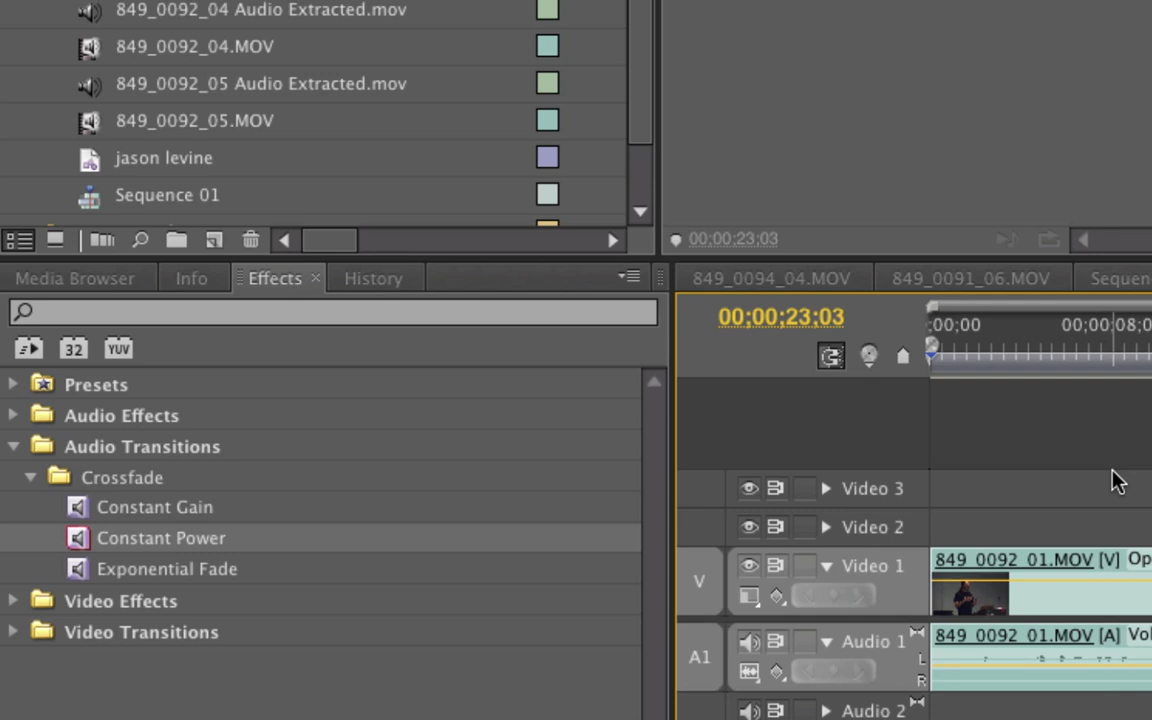 849_0092_04 Audio Extracted.mov
849_0092_04.MOV
849_0092_05 Audio Extracted.mov
849_0092_05.MOV
jason levine
Sequence 01
00;00;23;03
Media Browser Info Effects × History
849_0094_04.MOV 849_0091_06.MOV Sequen
32 YUV
Presets
Audio Effects
Audio Transitions
Crossfade
Constant Gain
Constant Power
Exponential Fade
Video Effects
Video Transitions
00;00;23;03
:00;00 00;00;08;0
Video 3
Video 2
V Video 1
849_0092_01.MOV [V] Op
A1 Audio 1
L
R
849_0092_01.MOV [A] Vol
Audio 2